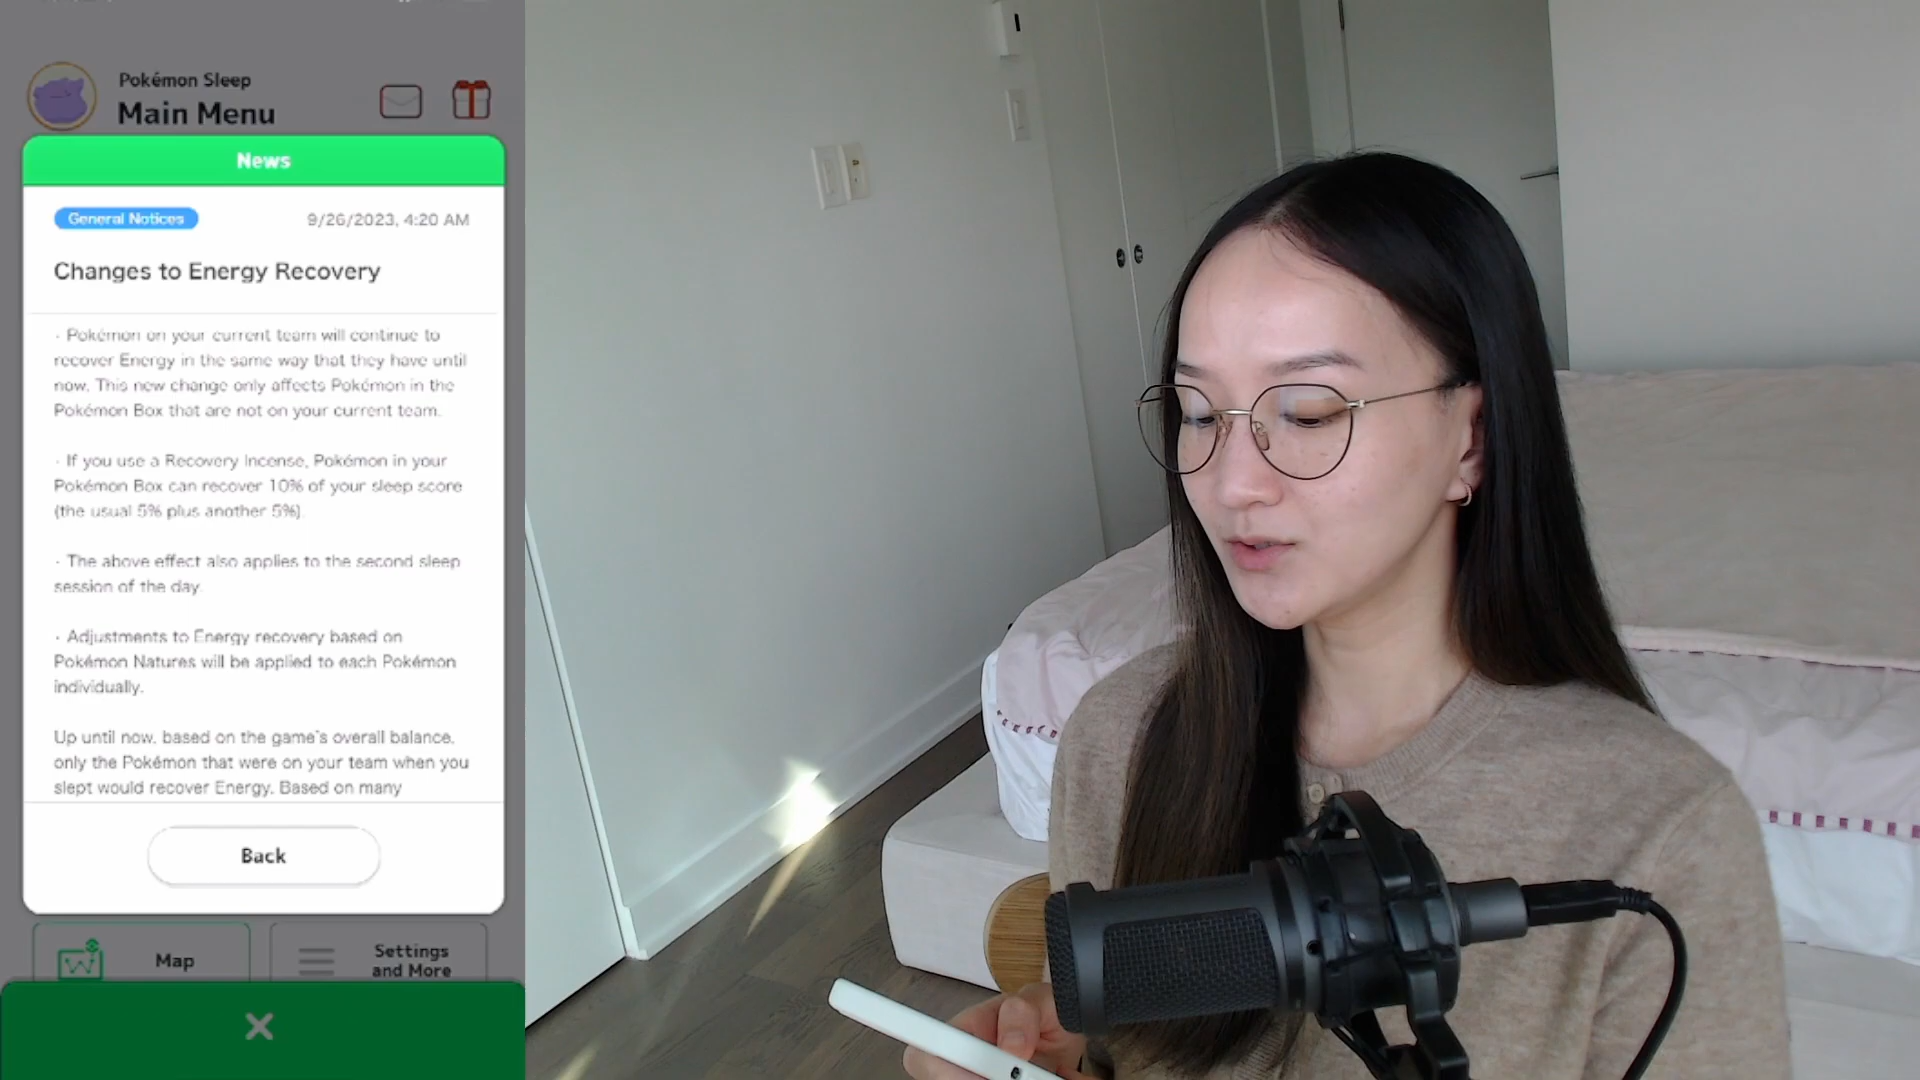 Pokémon Sleep
Main Menu
News
General Notices
9/26/2023, 4:20 AM
Changes to Energy Recovery
· Pokémon on your current team will continue to
recover Energy in the same way that they have until
now. This new change only affects Pokémon in the
Pokémon Box that are not on your current team.
· If you use a Recovery Incense, Pokémon in your
Pokémon Box can recover 10% of your sleep score
(the usual 5% plus another 5%).
· The above effect also applies to the second sleep
session of the day.
· Adjustments to Energy recovery based on
Pokémon Natures will be applied to each Pokémon
individually.
Up until now, based on the game's overall balance,
only the Pokémon that were on your team when you
slept would recover Energy. Based on many
Back
Map
Settings
and More